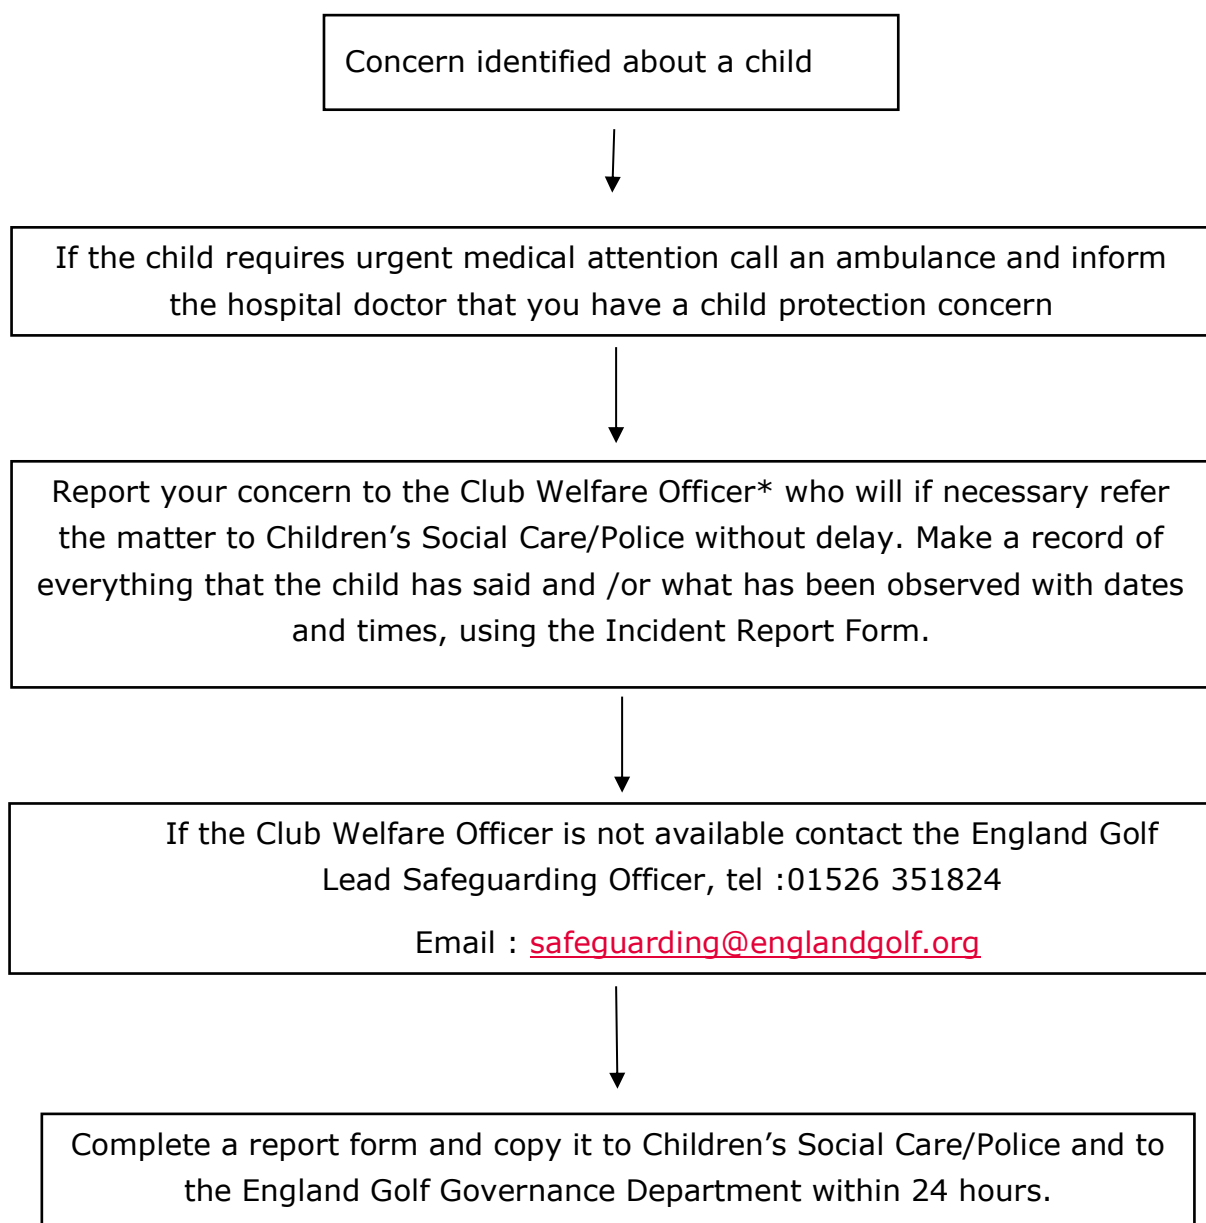 Concern identified about a child
If the child requires urgent medical attention call an ambulance and inform
the hospital doctor that you have a child protection concern
Report your concern to the Club Welfare Officer* who will if necessary refer
the matter to Children’s Social Care/Police without delay. Make a record of
everything that the child has said and /or what has been observed with dates
and times, using the Incident Report Form.
If the Club Welfare Officer is not available contact the England Golf
Lead Safeguarding Officer, tel :01526 351824
Email : safeguarding@englandgolf.org
Complete a report form and copy it to Children’s Social Care/Police and to
the England Golf Governance Department within 24 hours.